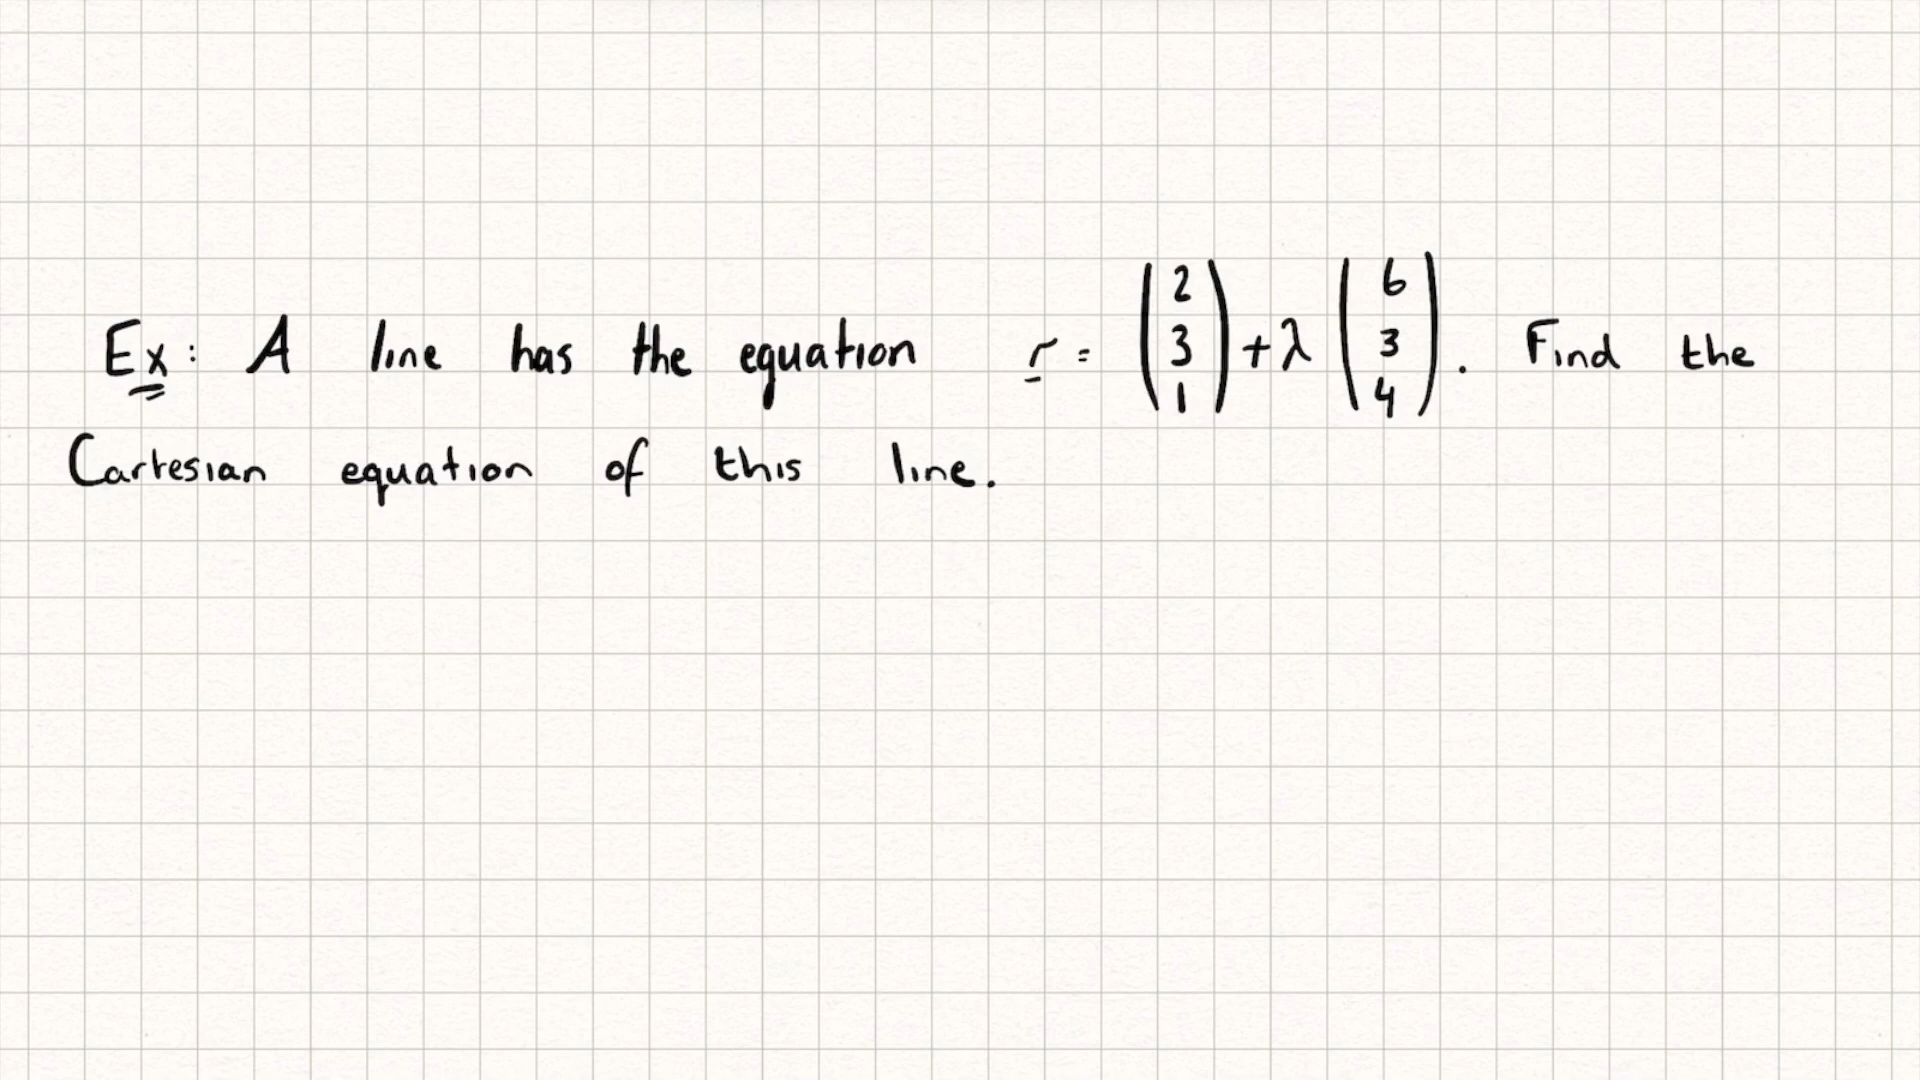 Ex: A line has the equation r = (2 3 1) + λ (6 3 4). Find the
Cartesian equation of this line.